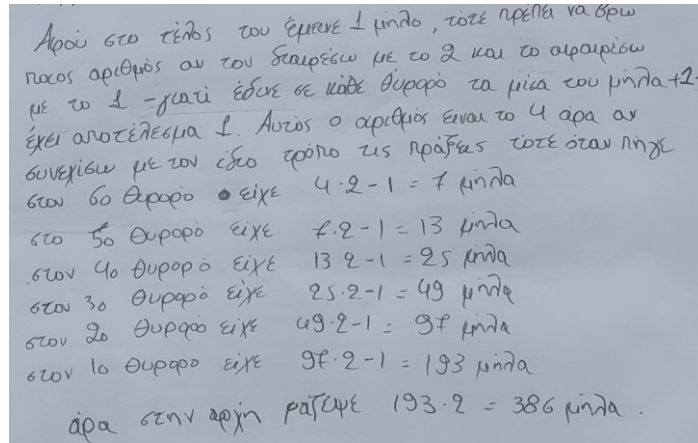 Αφού στο τέλος του έμεινε 1 μήλο, τότε πρέπει να βρω
ποιος αριθμός αν τον διαιρέσω με το 2 και το αφαιρέσω
με το 1 - γιατί έδινε σε κάθε θυρωρό τα μισά του μήλα +1-
έχει αποτέλεσμα 1. Αυτός ο αριθμός είναι το 4 άρα αν
συνεχίσω με τον ίδιο τρόπο τις πράξεις τότε όταν πήγε
στον 6ο θυρωρό είχε 4·2-1=7 μήλα
στο 5ο θυρωρό είχε 7·2-1=13 μήλα
στον 4ο θυρωρό είχε 13·2-1=25 μήλα
στον 3ο θυρωρό είχε 25·2-1=49 μήλα
στον 2ο θυρωρό είχε 49·2-1=97 μήλα
στον 1ο θυρωρό είχε 97·2-1=193 μήλα
άρα στην αρχή μάζεψε 193·2=386 μήλα.